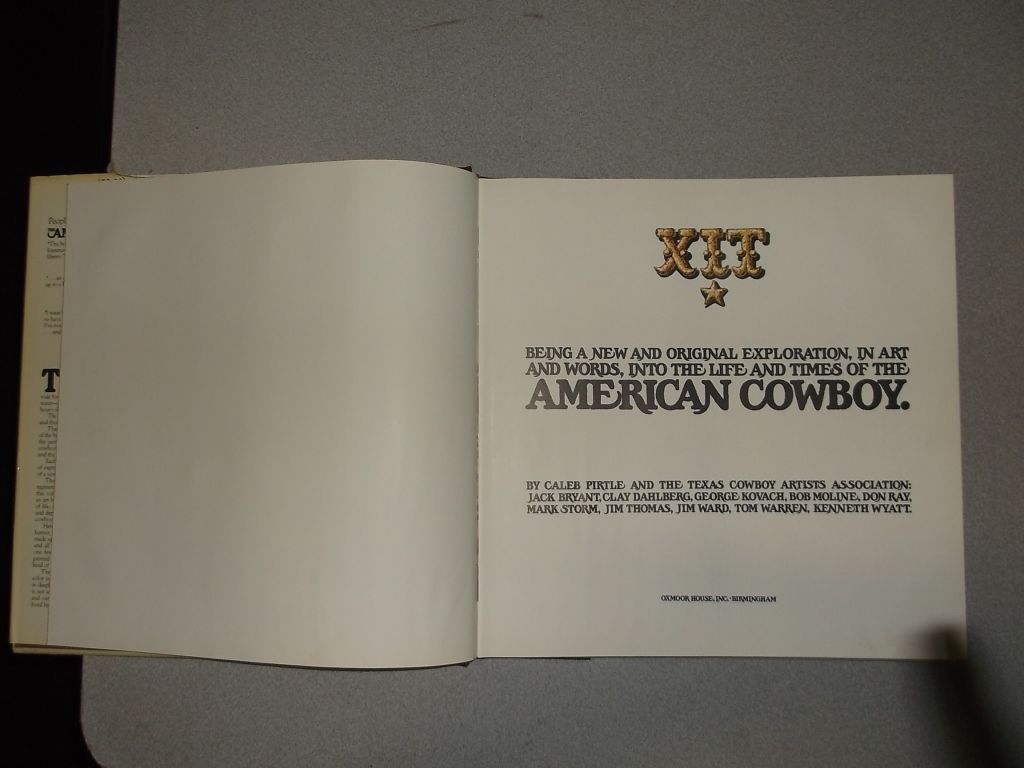 Peopl
"The
T
XIT
BEING A NEW AND ORIGINAL EXPLORATION, IN ART
AND WORDS, INTO THE LIFE AND TIMES OF THE
AMERICAN COWBOY.
BY CALEB PIRTLE AND THE TEXAS COWBOY ARTISTS ASSOCIATION:
JACK BRYANT, CLAY DAHLBERG, GEORGE KOVACH, BOB MOLINE, DON RAY,
MARK STORM, JIM THOMAS, JIM WARD, TOM WARREN, KENNETH WYATT.
OXMOOR HOUSE, INC. · BIRMINGHAM